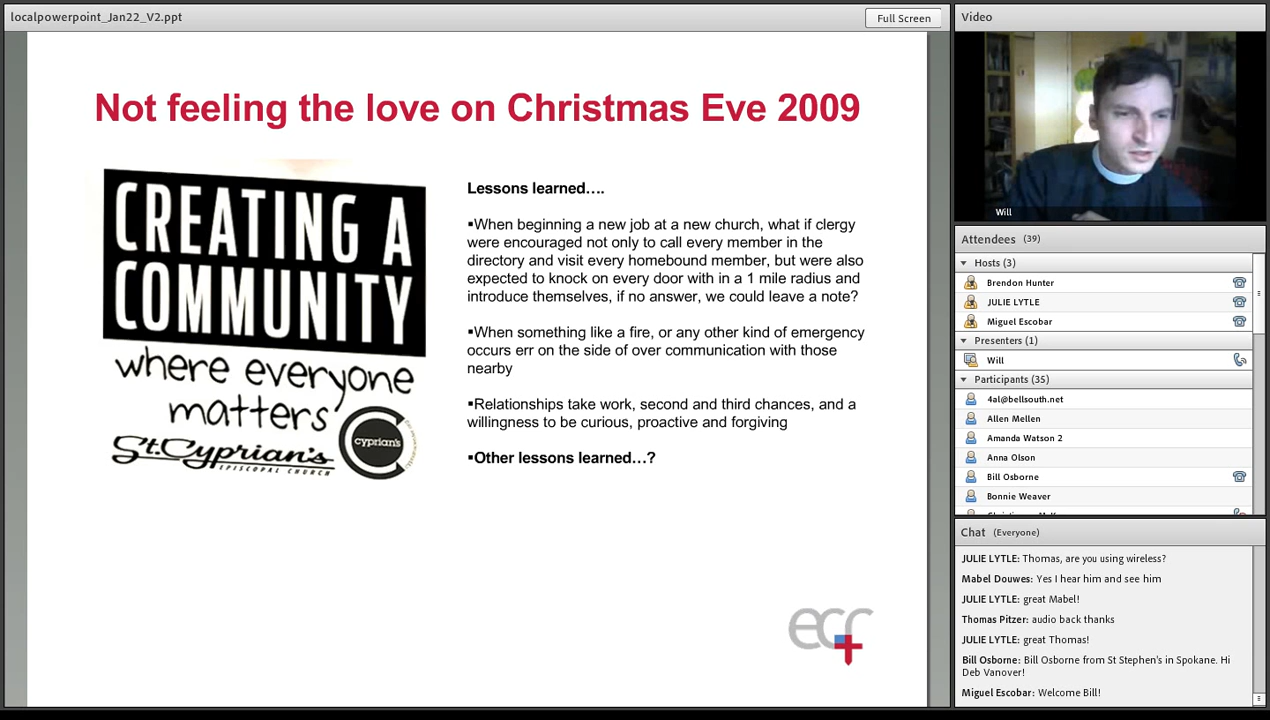 localpowerpoint_Jan22_V2.ppt
Full Screen
Not feeling the love on Christmas Eve 2009
CREATING A
COMMUNITY
where everyone
matters
St.Cyprian's
EPISCOPAL CHURCH
cyprian's
Lessons learned….
▪When beginning a new job at a new church, what if clergy
were encouraged not only to call every member in the
directory and visit every homebound member, but were also
expected to knock on every door with in a 1 mile radius and
introduce themselves, if no answer, we could leave a note?
▪When something like a fire, or any other kind of emergency
occurs err on the side of over communication with those
nearby
▪Relationships take work, second and third chances, and a
willingness to be curious, proactive and forgiving
▪Other lessons learned…?
ecf
Video
Will
Attendees (39)
Hosts (3)
Brendon Hunter
JULIE LYTLE
Miguel Escobar
Presenters (1)
Will
Participants (35)
4al@bellsouth.net
Allen Mellen
Amanda Watson 2
Anna Olson
Bill Osborne
Bonnie Weaver
Chat (Everyone)
JULIE LYTLE: Thomas, are you using wireless?
Mabel Douwes: Yes I hear him and see him
JULIE LYTLE: great Mabel!
Thomas Pitzer: audio back thanks
JULIE LYTLE: great Thomas!
Bill Osborne: Bill Osborne from St Stephen's in Spokane. Hi
Deb Vanover!
Miguel Escobar: Welcome Bill!